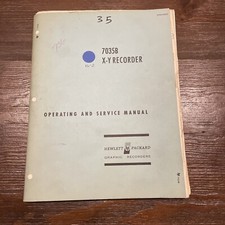 35
7035B
X-Y RECORDER
OPERATING AND SERVICE MANUAL
HEWLETT PACKARD
GRAPHIC RECORDERS